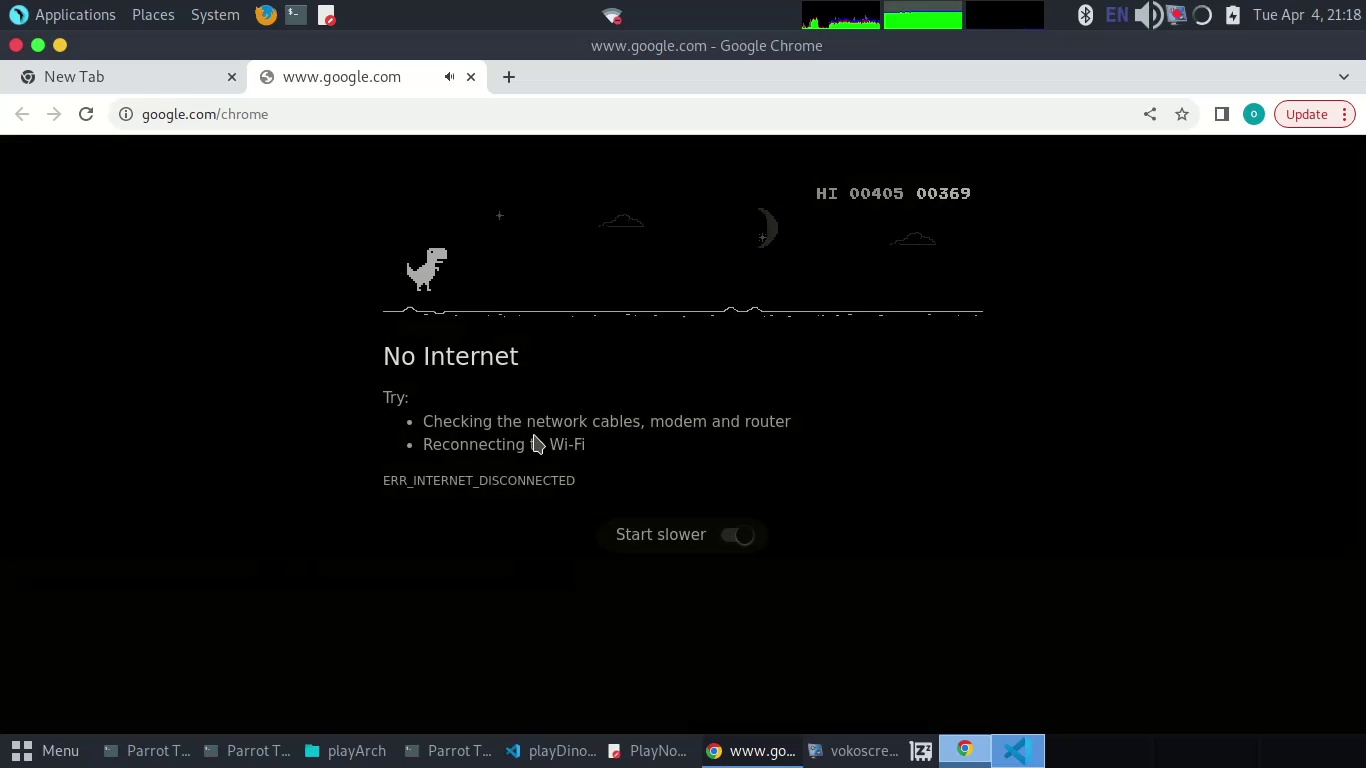 Applications Places System EN Tue Apr 4, 21:18
www.google.com - Google Chrome
New Tab www.google.com
google.com/chrome O Update
HI 00405 00369
No Internet
Try:
Checking the network cables, modem and router
Reconnecting Wi-Fi
ERR_INTERNET_DISCONNECTED
Start slower
Menu Parrot T... Parrot T... playArch Parrot T... playDino... PlayNo... www.go... vokoscre...